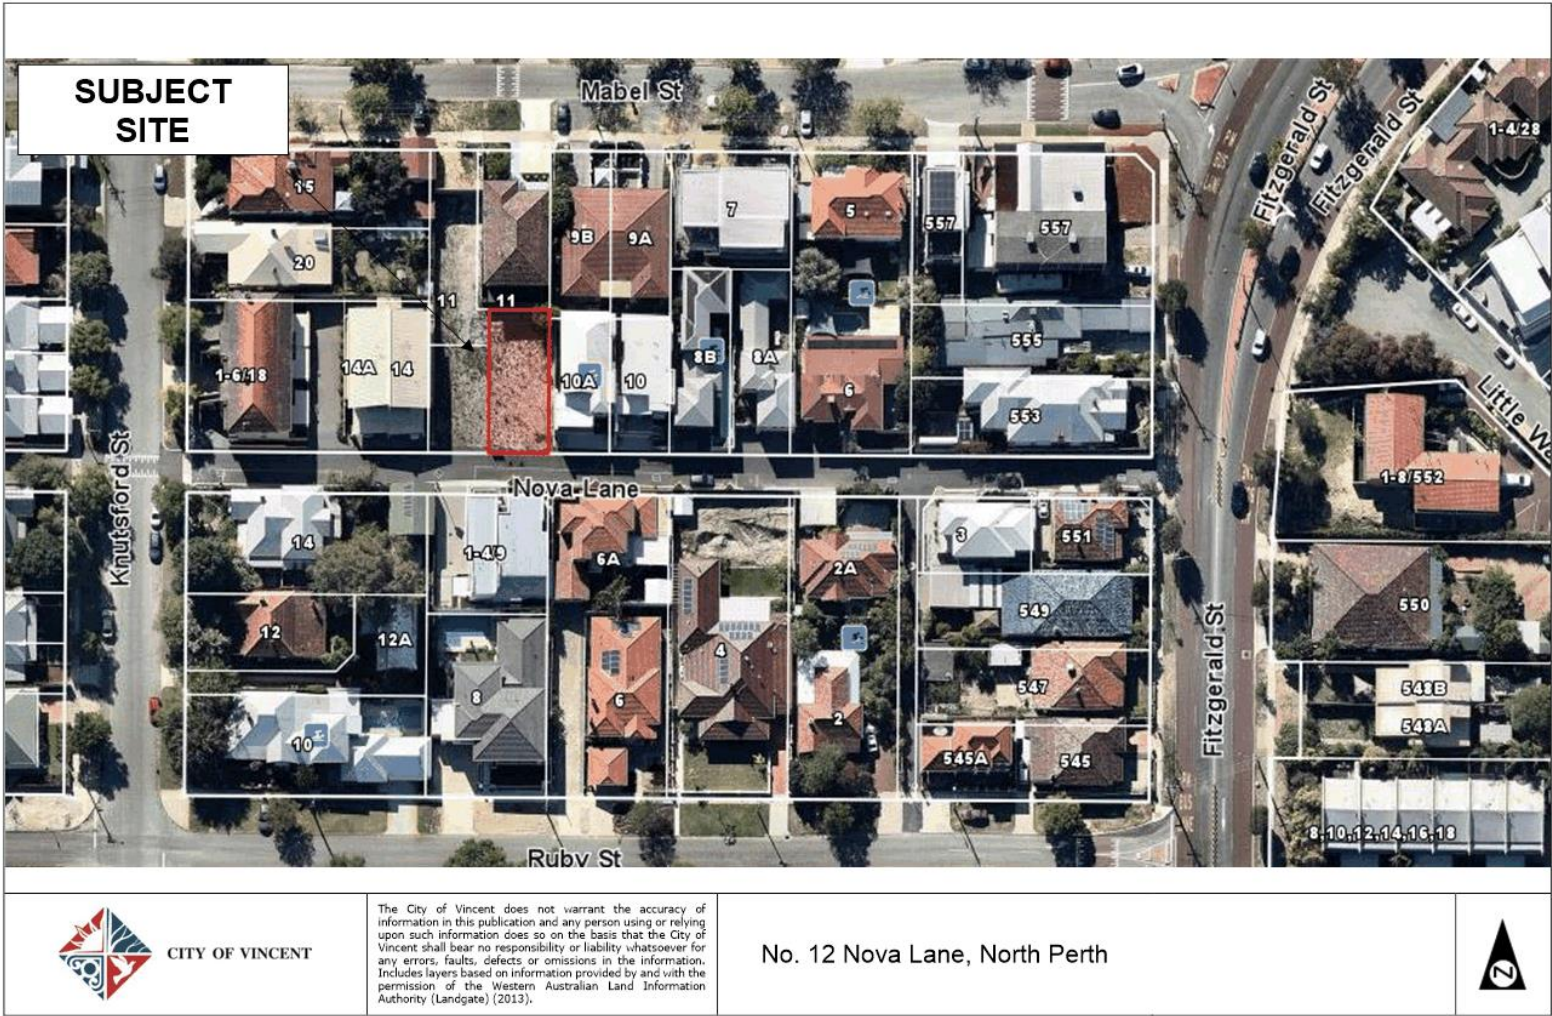 SUBJECT
SITE
Mabel St
Fitzgerald St
Fitzgerald St
1-4/28
15
7
5
557
557
9B
9A
20
11
11
555
14A
14
1-6/18
10A
10
8B
8A
6
553
Little Wa
Knutsford St
Nova Lane
1-8/552
14
1-4/9
6A
3
551
2A
12
12A
549
550
Fitzgerald St
4
8
6
547
2
548B
548A
10
545A
545
8,10,12,14,16,18
Ruby St
CITY OF VINCENT
The City of Vincent does not warrant the accuracy of
information in this publication and any person using or relying
upon such information does so on the basis that the City of
Vincent shall bear no responsibility or liability whatsoever for
any errors, faults, defects or omissions in the information.
Includes layers based on information provided by and with the
permission of the Western Australian Land Information
Authority (Landgate) (2013).
No. 12 Nova Lane, North Perth
N